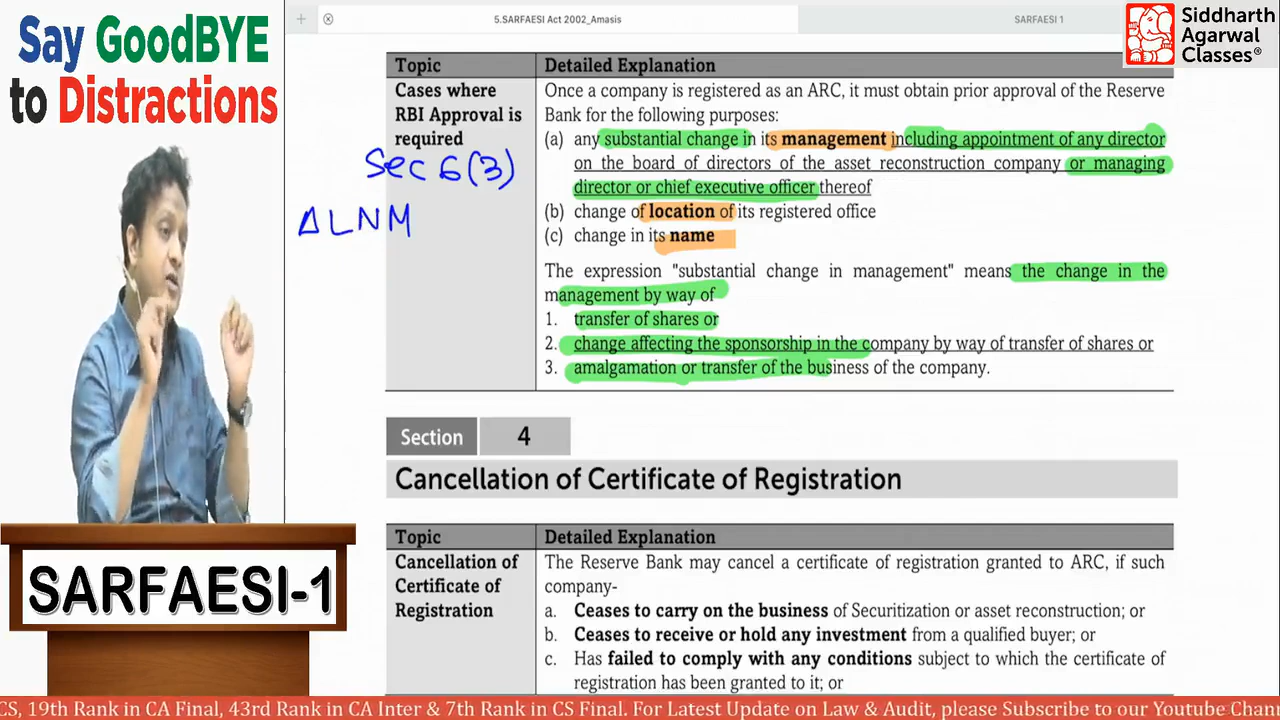 Say GoodBYE
to Distractions
5.SARFAESI Act 2002_Amasis
SARFAESI 1
Siddharth
Agarwal
Classes®
Topic
Detailed Explanation
Cases where
RBI Approval is
required
Sec 6(3)
Δ LNM
Once a company is registered as an ARC, it must obtain prior approval of the Reserve
Bank for the following purposes:
(a) any substantial change in its management including appointment of any director
on the board of directors of the asset reconstruction company or managing
director or chief executive officer thereof
(b) change of location of its registered office
(c) change in its name
The expression "substantial change in management" means the change in the
management by way of
1. transfer of shares or
2. change affecting the sponsorship in the company by way of transfer of shares or
3. amalgamation or transfer of the business of the company.
Section 4
Cancellation of Certificate of Registration
Topic
Detailed Explanation
Cancellation of
Certificate of
Registration
The Reserve Bank may cancel a certificate of registration granted to ARC, if such
company-
a. Ceases to carry on the business of Securitization or asset reconstruction; or
b. Ceases to receive or hold any investment from a qualified buyer; or
c. Has failed to comply with any conditions subject to which the certificate of
registration has been granted to it; or
SARFAESI-1
CS, 19th Rank in CA Final, 43rd Rank in CA Inter & 7th Rank in CS Final. For Latest Update on Law & Audit, please Subscribe to our Youtube Chan